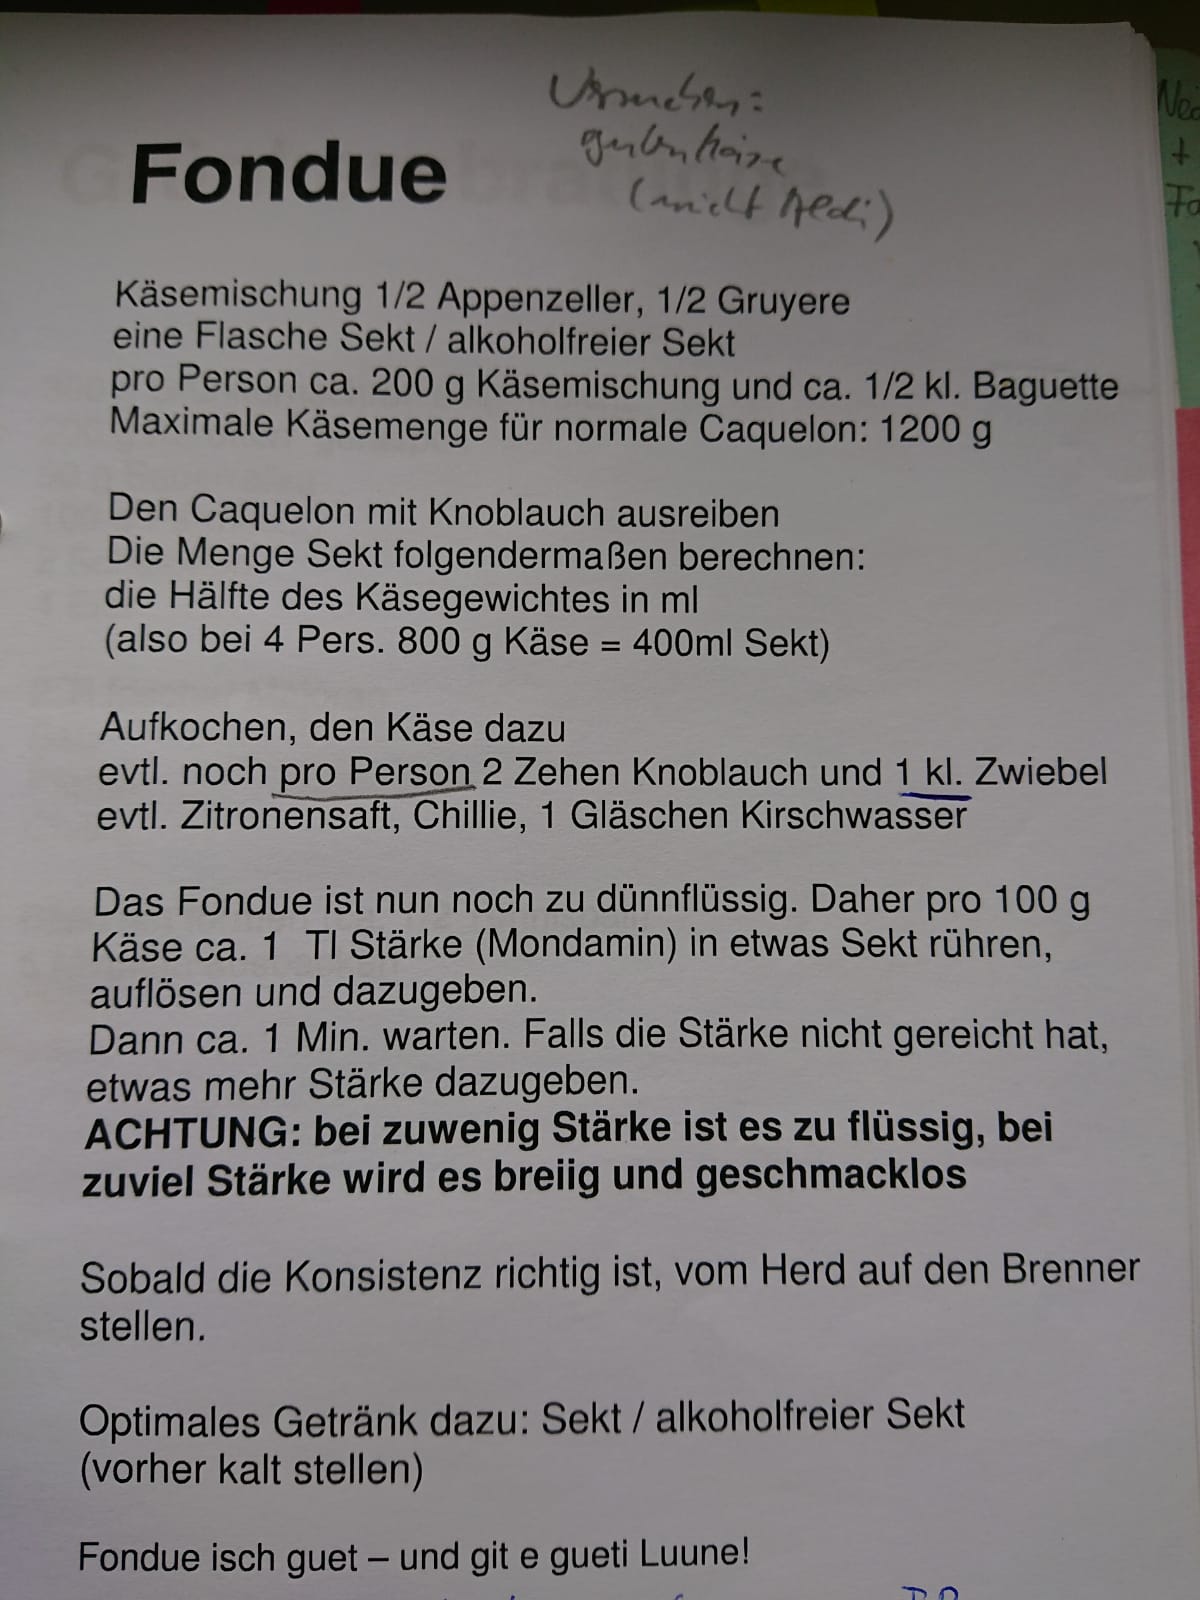 Versuchen:
guten Käse
(nicht Aldi)
Fondue
Käsemischung 1/2 Appenzeller, 1/2 Gruyere
eine Flasche Sekt / alkoholfreier Sekt
pro Person ca. 200 g Käsemischung und ca. 1/2 kl. Baguette
Maximale Käsemenge für normale Caquelon: 1200 g
Den Caquelon mit Knoblauch ausreiben
Die Menge Sekt folgendermaßen berechnen:
die Hälfte des Käsegewichtes in ml
(also bei 4 Pers. 800 g Käse = 400ml Sekt)
Aufkochen, den Käse dazu
evtl. noch pro Person 2 Zehen Knoblauch und 1 kl. Zwiebel
evtl. Zitronensaft, Chillie, 1 Gläschen Kirschwasser
Das Fondue ist nun noch zu dünnflüssig. Daher pro 100 g
Käse ca. 1 Tl Stärke (Mondamin) in etwas Sekt rühren,
auflösen und dazugeben.
Dann ca. 1 Min. warten. Falls die Stärke nicht gereicht hat,
etwas mehr Stärke dazugeben.
ACHTUNG: bei zuwenig Stärke ist es zu flüssig, bei
zuviel Stärke wird es breiig und geschmacklos
Sobald die Konsistenz richtig ist, vom Herd auf den Brenner
stellen.
Optimales Getränk dazu: Sekt / alkoholfreier Sekt
(vorher kalt stellen)
Fondue isch guet – und git e gueti Luune!